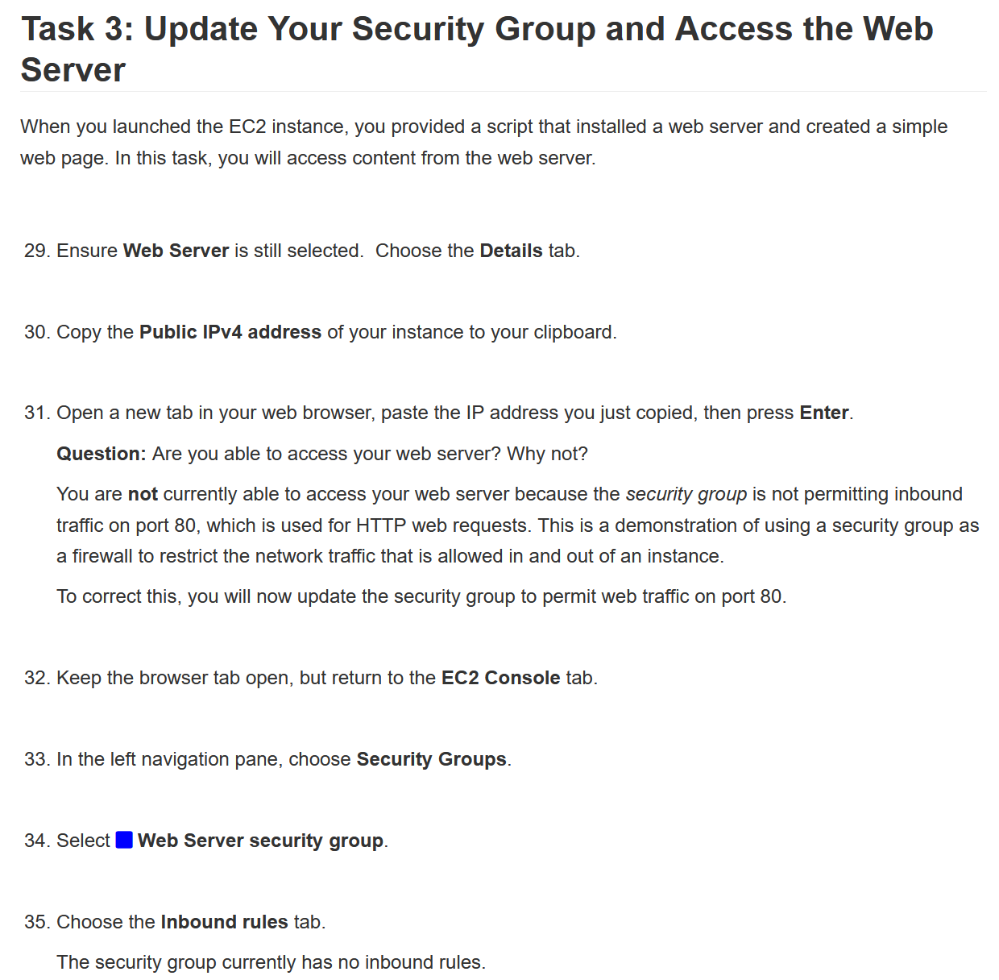 Task 3: Update Your Security Group and Access the Web
Server
When you launched the EC2 instance, you provided a script that installed a web server and created a simple
web page. In this task, you will access content from the web server.
29. Ensure Web Server is still selected.  Choose the Details tab.
30. Copy the Public IPv4 address of your instance to your clipboard.
31. Open a new tab in your web browser, paste the IP address you just copied, then press Enter.
Question: Are you able to access your web server? Why not?
You are not currently able to access your web server because the security group is not permitting inbound
traffic on port 80, which is used for HTTP web requests. This is a demonstration of using a security group as
a firewall to restrict the network traffic that is allowed in and out of an instance.
To correct this, you will now update the security group to permit web traffic on port 80.
32. Keep the browser tab open, but return to the EC2 Console tab.
33. In the left navigation pane, choose Security Groups.
34. Select Web Server security group.
35. Choose the Inbound rules tab.
The security group currently has no inbound rules.